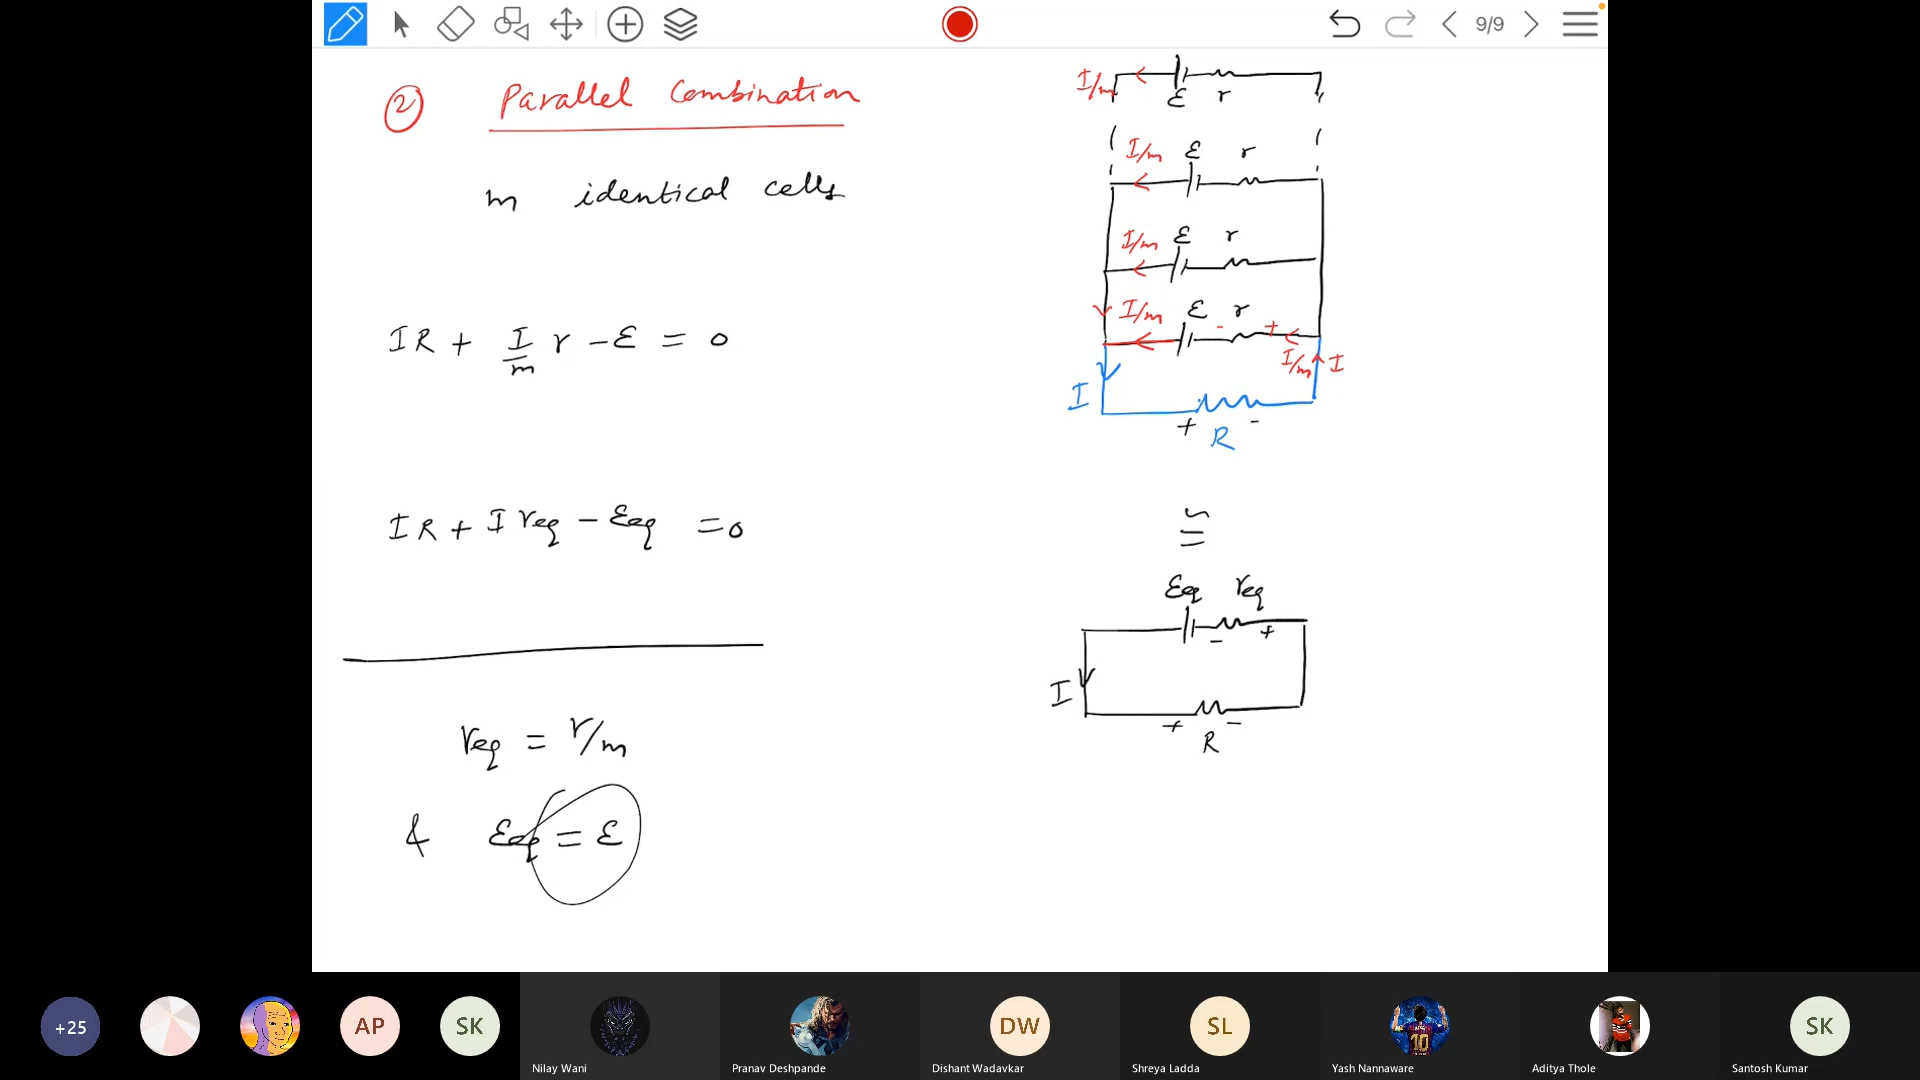 9/9
② Parallel Combination
m identical cells
IR + I/m r - ε = 0
IR + I req - εeq = 0
req = r/m
& εeq = ε
I/m ε r
I/m ε r
I/m ε r
I/m ε r
- +
I/m I
I
+ -
R
≅
εeq req
- +
I
+ -
R
+25
AP
SK
Nilay Wani
Pranav Deshpande
DW
Dishant Wadavkar
SL
Shreya Ladda
10
Yash Nannaware
Aditya Thole
SK
Santosh Kumar